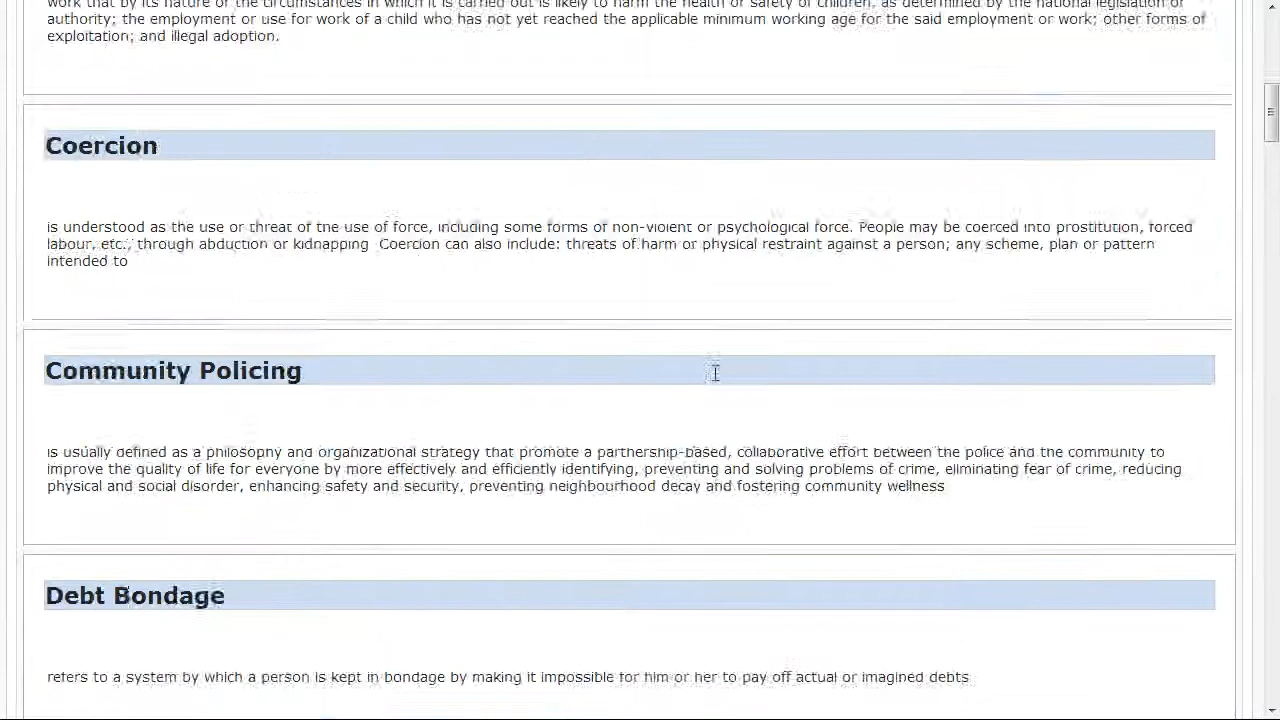 work that by its nature or the circumstances in which it is carried out is likely to harm the health or safety of children, as determined by the national legislation or
authority; the employment or use for work of a child who has not yet reached the applicable minimum working age for the said employment or work; other forms of
exploitation; and illegal adoption.
Coercion
is understood as the use or threat of the use of force, including some forms of non-violent or psychological force. People may be coerced into prostitution, forced
labour, etc., through abduction or kidnapping  Coercion can also include: threats of harm or physical restraint against a person; any scheme, plan or pattern
intended to
Community Policing
is usually defined as a philosophy and organizational strategy that promote a partnership-based, collaborative effort between the police and the community to
improve the quality of life for everyone by more effectively and efficiently identifying, preventing and solving problems of crime, eliminating fear of crime, reducing
physical and social disorder, enhancing safety and security, preventing neighbourhood decay and fostering community wellness
Debt Bondage
refers to a system by which a person is kept in bondage by making it impossible for him or her to pay off actual or imagined debts